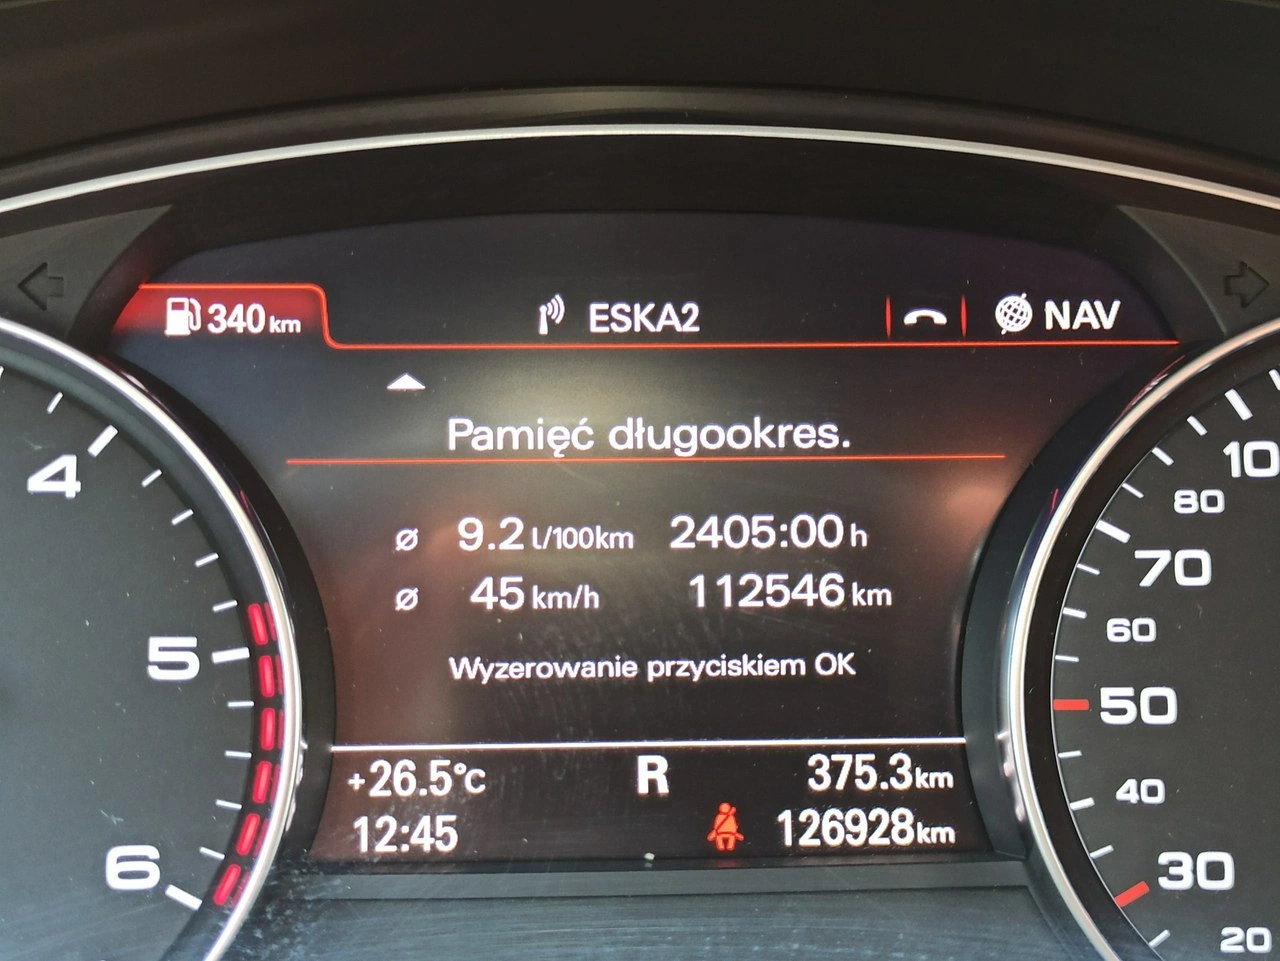 340 km ESKA2 NAV
Pamięć długookres.
ø 9.2 l/100km 2405:00 h
ø 45 km/h 112546 km
Wyzerowanie przyciskiem OK
+26.5°C R 375.3 km
12:45 126928 km
4
5
6
10
80
70
60
50
40
30
20